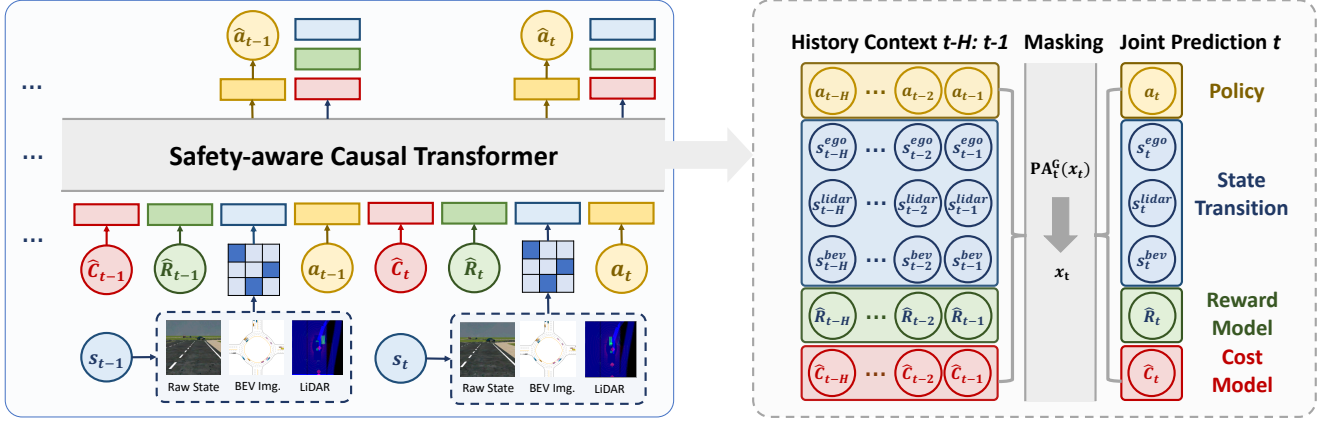 â_{t-1}
â_t
...
...
Safety-aware Causal Transformer
...
Ĉ_{t-1}
R̂_{t-1}
a_{t-1}
Ĉ_t
R̂_t
a_t
s_{t-1}
Raw State
BEV Img.
LiDAR
s_t
Raw State
BEV Img.
LiDAR
History Context t-H: t-1
Masking
Joint Prediction t
a_{t-H} ... a_{t-2} a_{t-1}
a_t
Policy
s^{ego}_{t-H} ... s^{ego}_{t-2} s^{ego}_{t-1}
s^{ego}_t
s^{lidar}_{t-H} ... s^{lidar}_{t-2} s^{lidar}_{t-1}
PA^G_t(x_t)
s^{lidar}_t
State
Transition
s^{bev}_{t-H} ... s^{bev}_{t-2} s^{bev}_{t-1}
x_t
s^{bev}_t
R̂_{t-H} ... R̂_{t-2} R̂_{t-1}
R̂_t
Reward
Model
Ĉ_{t-H} ... Ĉ_{t-2} Ĉ_{t-1}
Ĉ_t
Cost
Model